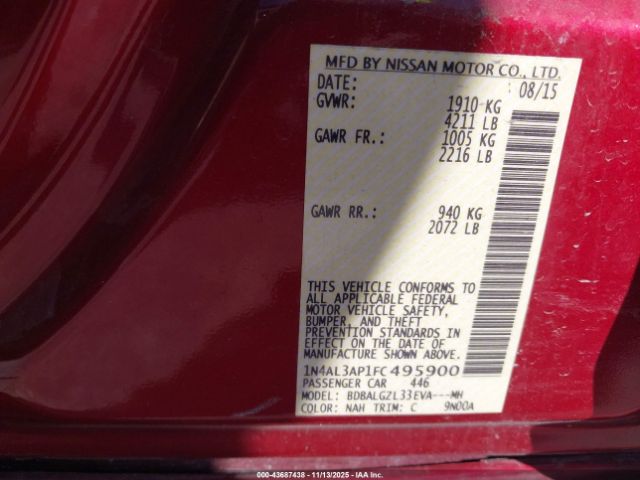 MFD BY NISSAN MOTOR CO., LTD.
DATE: 08/15
GVWR: 1910 KG
4211 LB
GAWR FR.: 1005 KG
2216 LB
GAWR RR.: 940 KG
2072 LB
THIS VEHICLE CONFORMS TO
ALL APPLICABLE FEDERAL
MOTOR VEHICLE SAFETY,
BUMPER, AND THEFT
PREVENTION STANDARDS IN
EFFECT ON THE DATE OF
MANUFACTURE SHOWN ABOVE.
1N4AL3AP1FC495900
PASSENGER CAR 446
MODEL: BDBALGZL33EVA---MH
COLOR: NAH TRIM: C 9N00A
000-43687438 | 11/13/2025 - IAAI.COM